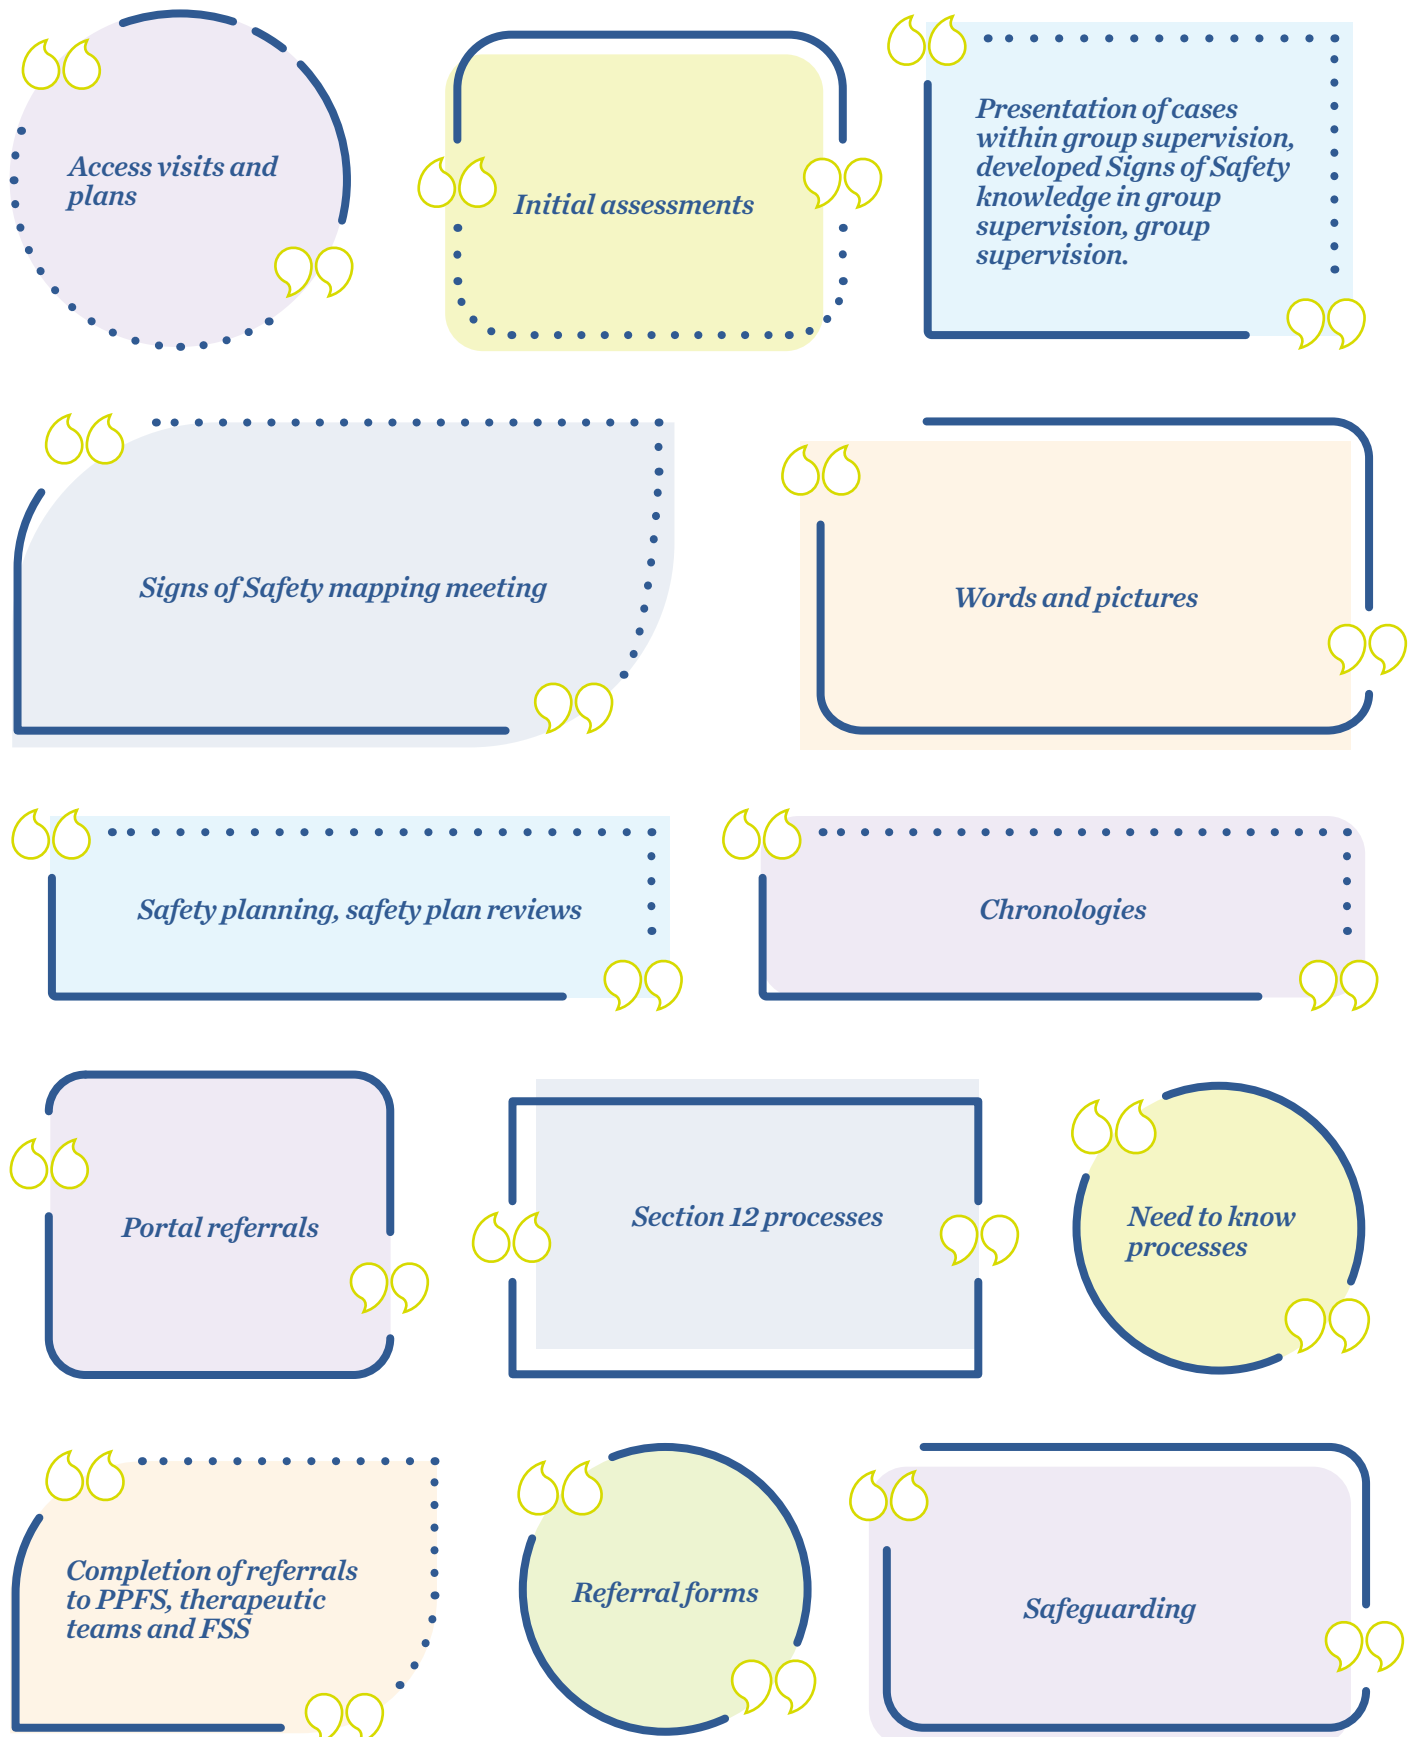 Access visits and
plans
Initial assessments
Presentation of cases
within group supervision,
developed Signs of Safety
knowledge in group
supervision, group
supervision.
Signs of Safety mapping meeting
Words and pictures
Safety planning, safety plan reviews
Chronologies
Portal referrals
Section 12 processes
Need to know
processes
Completion of referrals
to PPFS, therapeutic
teams and FSS
Referral forms
Safeguarding